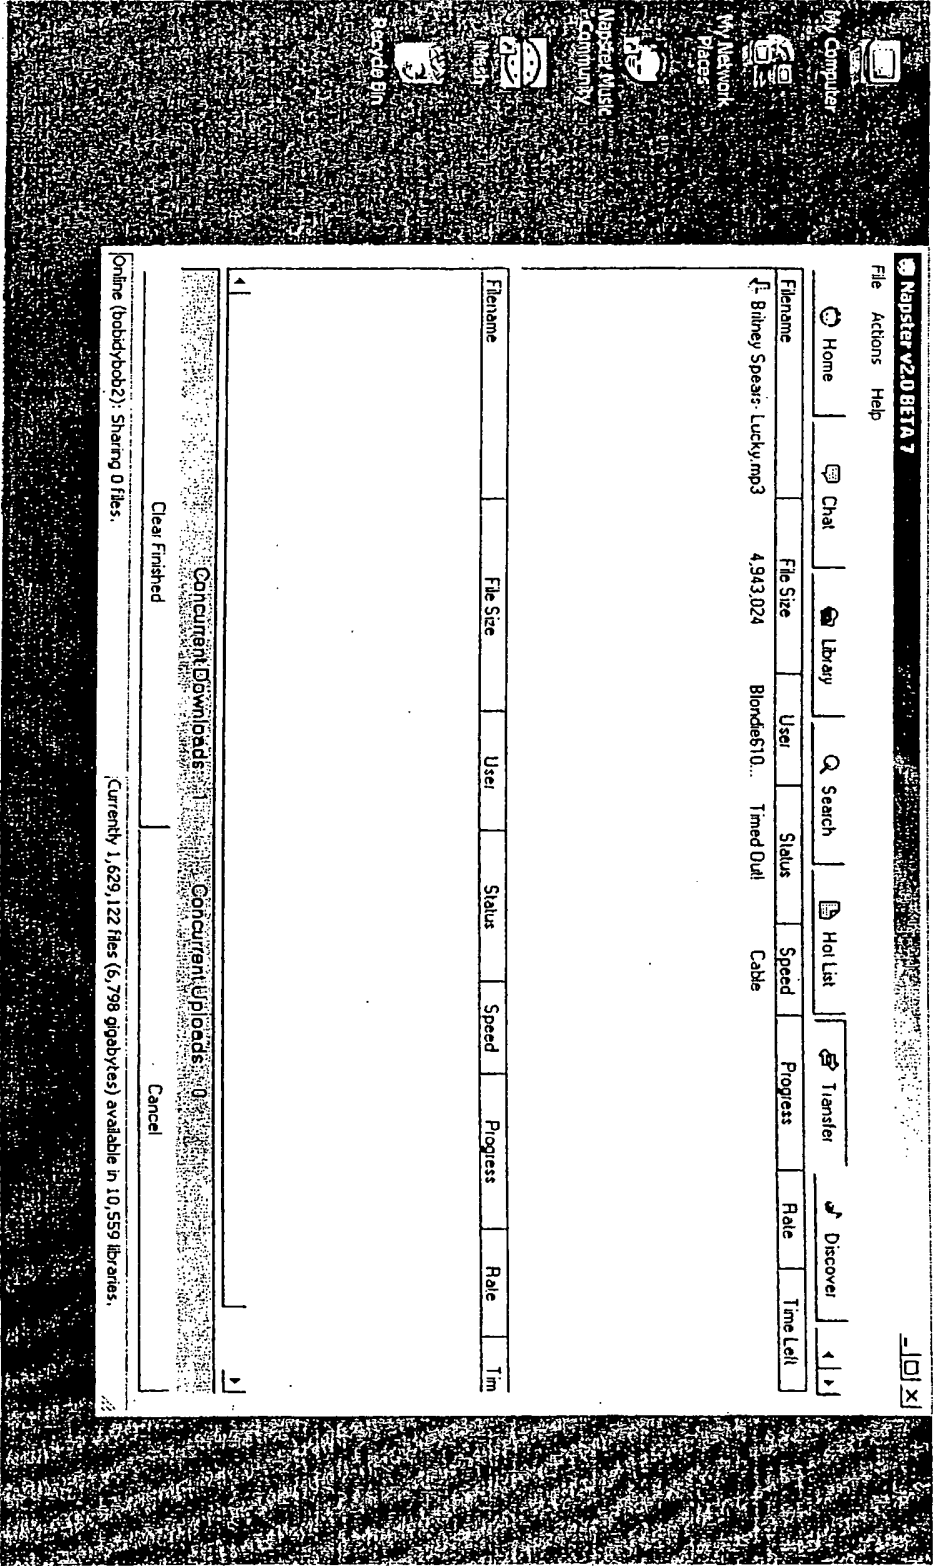 My Computer
My Network
Places
Napster Music
Community
iMesh
Recycle Bin
Napster v2.0 BETA 7
File Actions Help
Home Chat Library Search Hot List Transfer Discover
Filename File Size User Status Speed Progress Rate Time Left
Britney Spears- Lucky.mp3 4,943,024 Blondie610... Timed Out! Cable
Filename File Size User Status Speed Progress Rate Tim
Concurrent Downloads: 1 Concurrent Uploads: 0
Clear Finished Cancel
Online (bobidybob2): Sharing 0 files. Currently 1,629,122 files (6,798 gigabytes) available in 10,559 libraries.